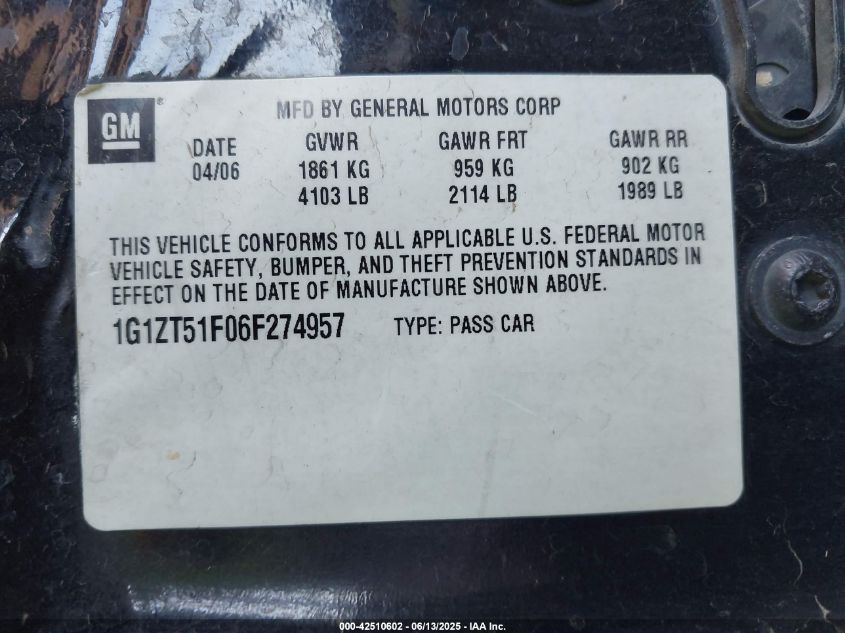 GM ®
MFD BY GENERAL MOTORS CORP
DATE GVWR GAWR FRT GAWR RR
04/06 1861 KG 959 KG 902 KG
4103 LB 2114 LB 1989 LB
THIS VEHICLE CONFORMS TO ALL APPLICABLE U.S. FEDERAL MOTOR
VEHICLE SAFETY, BUMPER, AND THEFT PREVENTION STANDARDS IN
EFFECT ON THE DATE OF MANUFACTURE SHOWN ABOVE.
1G1ZT51F06F274957 TYPE: PASS CAR
000-42510602 - 06/13/2025 - IAA Inc.